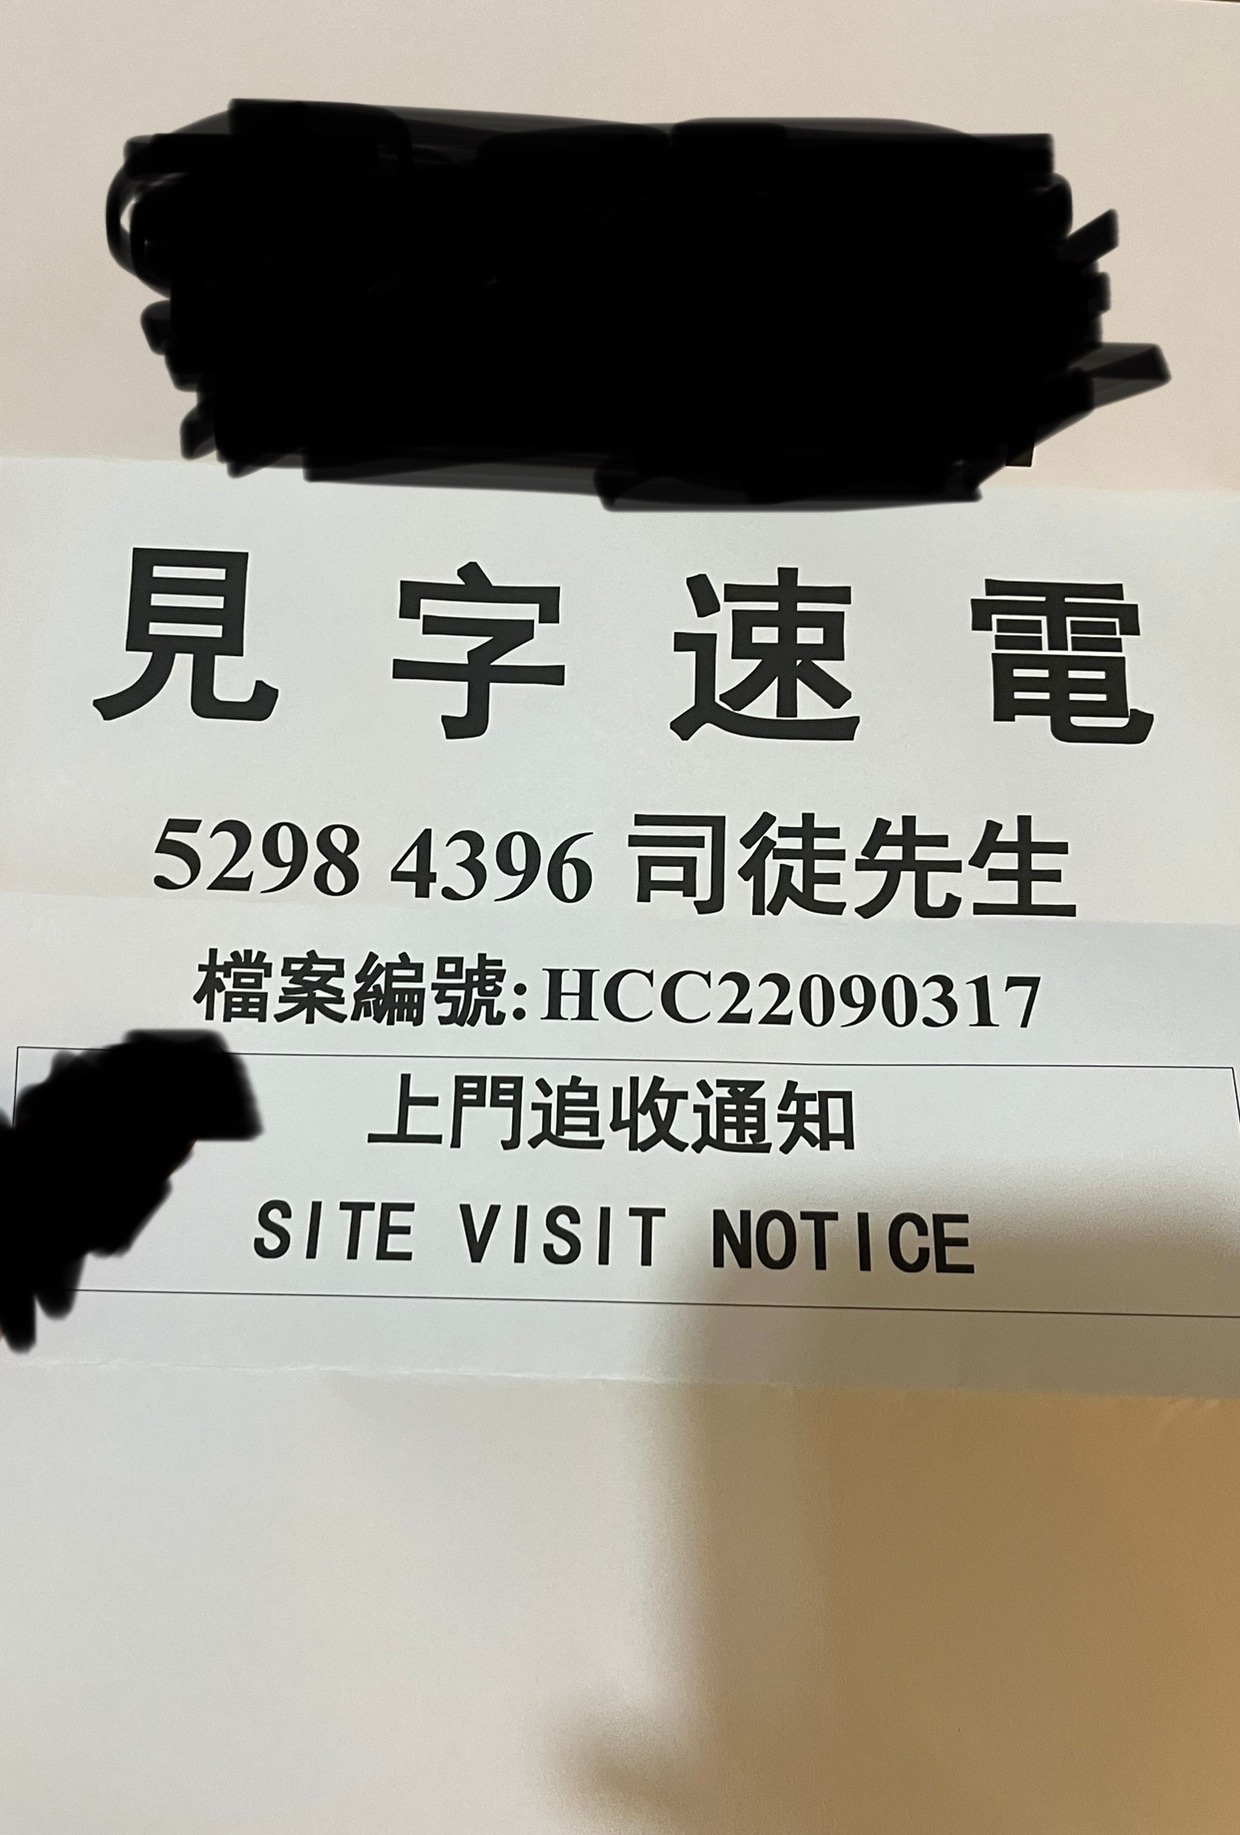 見字速電
5298 4396 司徒先生
檔案編號:HCC22090317
上門追收通知
SITE VISIT NOTICE